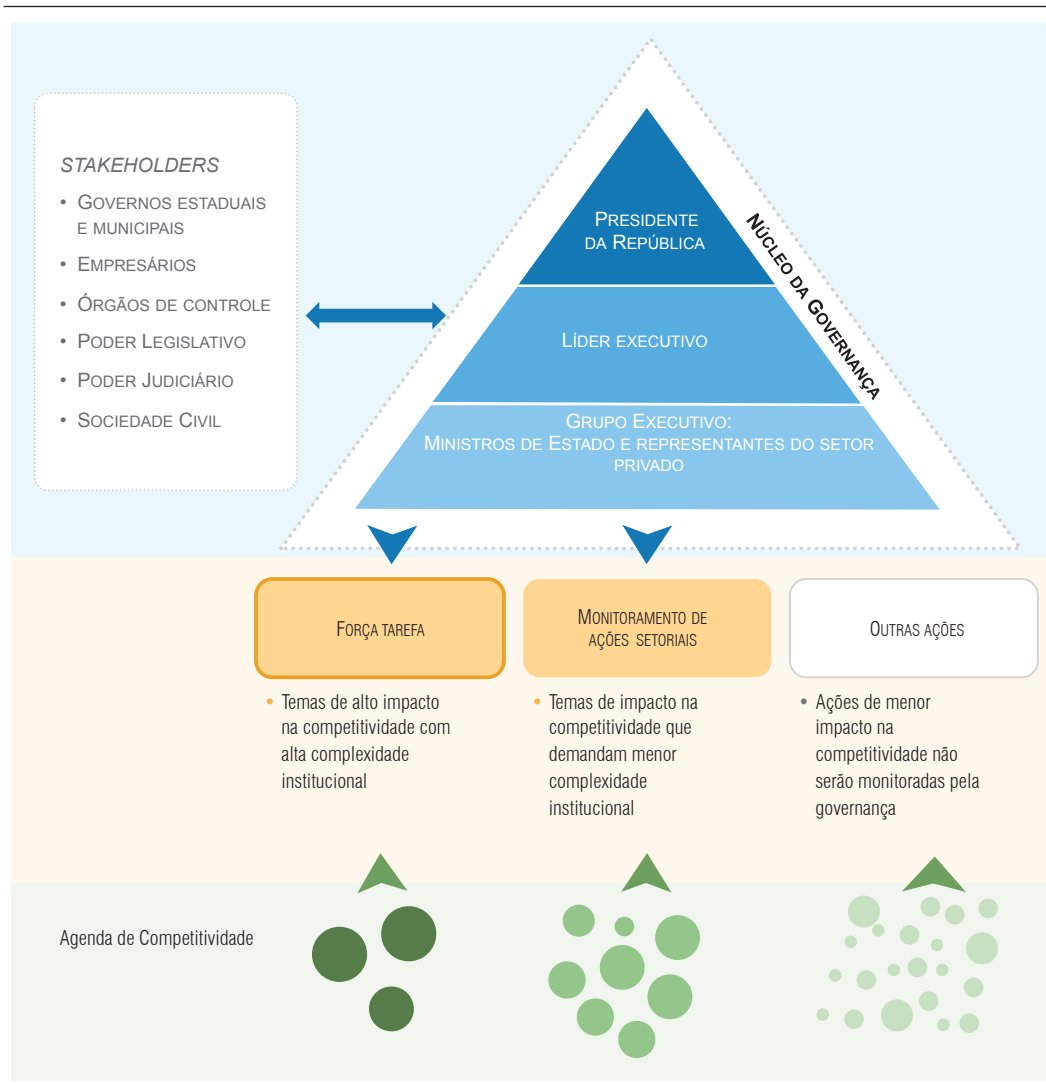 STAKEHOLDERS
• GOVERNOS ESTADUAIS
E MUNICIPAIS
• EMPRESÁRIOS
• ÓRGÃOS DE CONTROLE
• PODER LEGISLATIVO
• PODER JUDICIÁRIO
• SOCIEDADE CIVIL
PRESIDENTE
DA REPÚBLICA
LÍDER EXECUTIVO
GRUPO EXECUTIVO:
MINISTROS DE ESTADO E REPRESENTANTES DO SETOR
PRIVADO
NÚCLEO DA GOVERNANÇA
FORÇA TAREFA
• Temas de alto impacto
na competitividade com
alta complexidade
institucional
MONITORAMENTO DE
AÇÕES SETORIAIS
• Temas de impacto na
competitividade que
demandam menor
complexidade
institucional
OUTRAS AÇÕES
• Ações de menor
impacto na
competitividade não
serão monitoradas pela
governança
Agenda de Competitividade